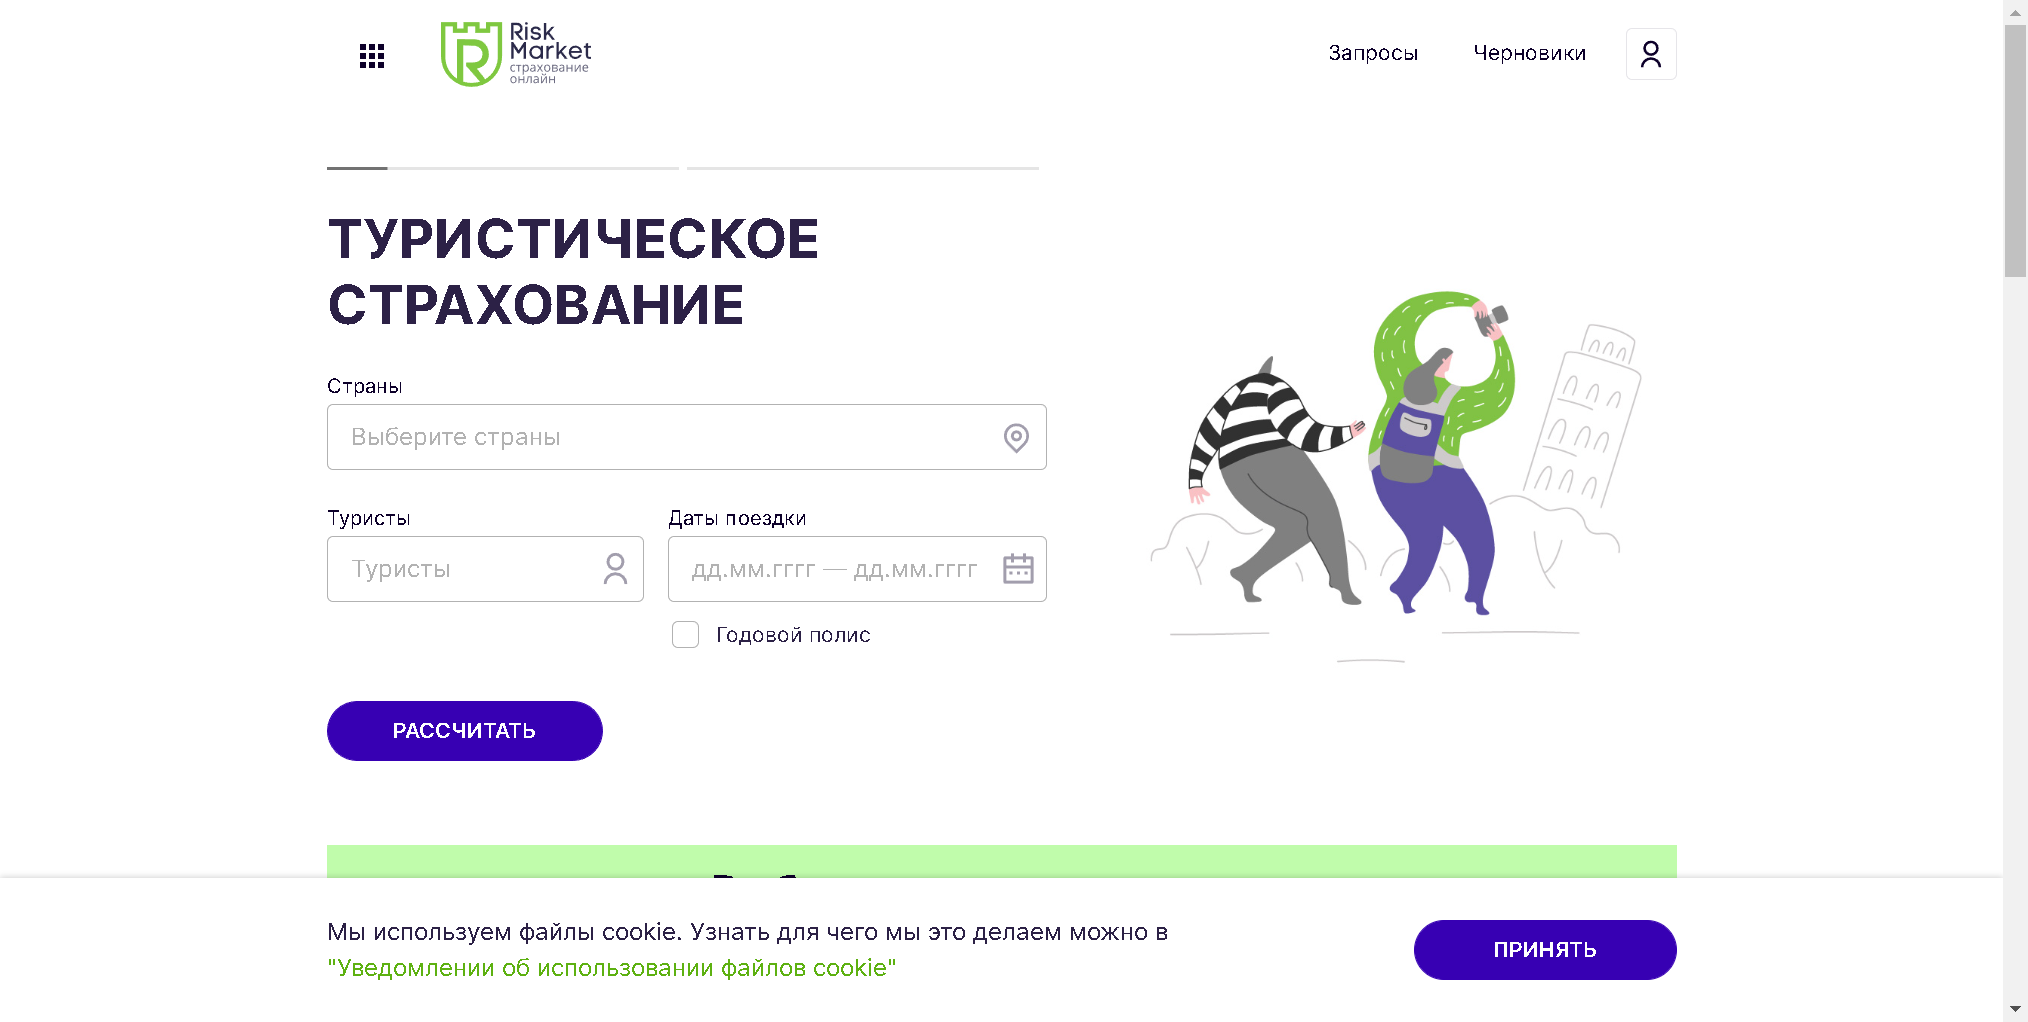 Risk
Market
страхование
онлайн
Запросы
Черновики
ТУРИСТИЧЕСКОЕ
СТРАХОВАНИЕ
Страны
Выберите страны
Туристы
Даты поездки
Туристы
дд.мм.гггг — дд.мм.гггг
Годовой полис
РАССЧИТАТЬ
Мы используем файлы cookie. Узнать для чего мы это делаем можно в
"Уведомлении об использовании файлов cookie"
ПРИНЯТЬ